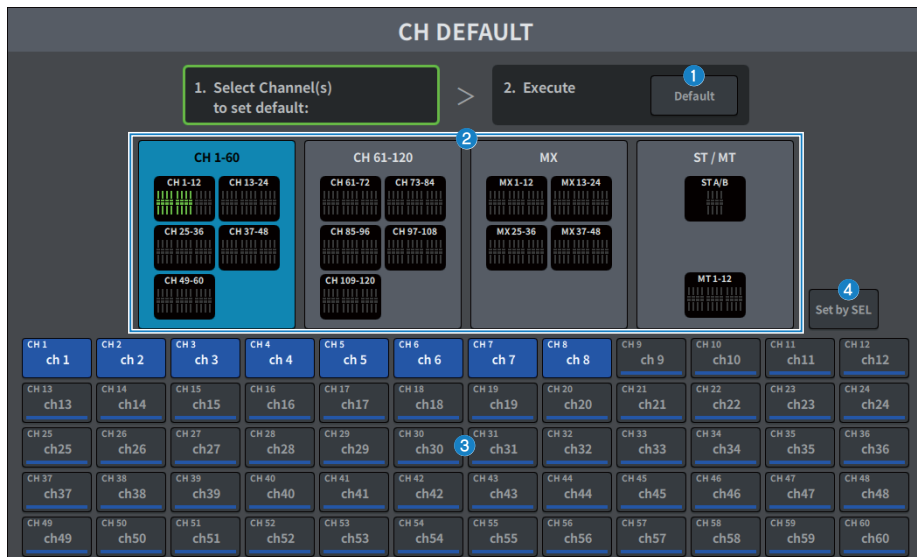 CH DEFAULT
1. Select Channel(s)
to set default:
>
2. Execute
Default
1
2
CH 1-60
CH 61-120
MX
ST / MT
CH 1-12
CH 13-24
CH 61-72
CH 73-84
MX 1-12
MX 13-24
ST A/B
CH 25-36
CH 37-48
CH 85-96
CH 97-108
MX 25-36
MX 37-48
CH 49-60
CH 109-120
MT 1-12
4
Set by SEL
CH 1 CH 2 CH 3 CH 4 CH 5 CH 6 CH 7 CH 8 CH 9 CH 10 CH 11 CH 12
ch 1 ch 2 ch 3 ch 4 ch 5 ch 6 ch 7 ch 8 ch 9 ch10 ch11 ch12
CH 13 CH 14 CH 15 CH 16 CH 17 CH 18 CH 19 CH 20 CH 21 CH 22 CH 23 CH 24
ch13 ch14 ch15 ch16 ch17 ch18 ch19 ch20 ch21 ch22 ch23 ch24
CH 25 CH 26 CH 27 CH 28 CH 29 CH 30 CH 31 CH 32 CH 33 CH 34 CH 35 CH 36
ch25 ch26 ch27 ch28 ch29 ch30 3 ch31 ch32 ch33 ch34 ch35 ch36
CH 37 CH 38 CH 39 CH 40 CH 41 CH 42 CH 43 CH 44 CH 45 CH 46 CH 47 CH 48
ch37 ch38 ch39 ch40 ch41 ch42 ch43 ch44 ch45 ch46 ch47 ch48
CH 49 CH 50 CH 51 CH 52 CH 53 CH 54 CH 55 CH 56 CH 57 CH 58 CH 59 CH 60
ch49 ch50 ch51 ch52 ch53 ch54 ch55 ch56 ch57 ch58 ch59 ch60